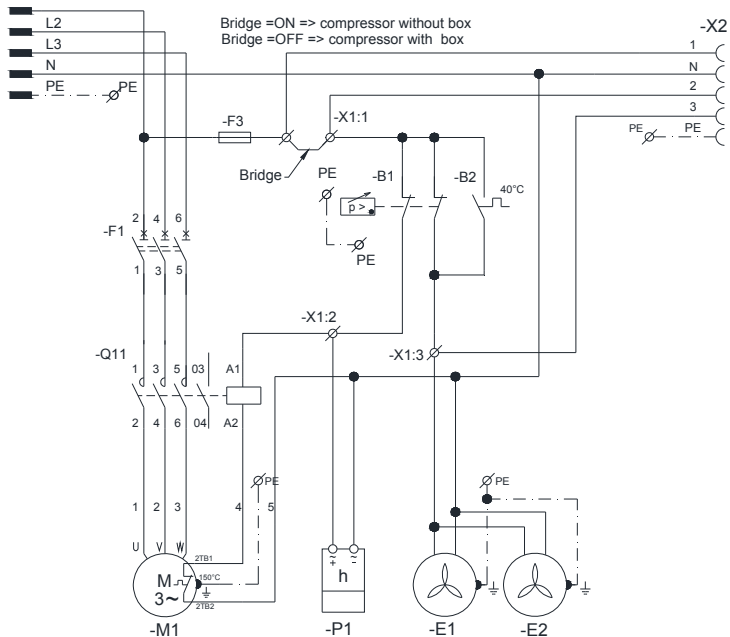 Bridge =ON => compressor without box
Bridge =OFF => compressor with box
-X2
L2
L3
N
PE
PE
1
N
2
3
PE
PE
-F3
-X1:1
Bridge
PE
-B1
-B2
40°C
p >
PE
2 4 6
-F1
1 3 5
-X1:2
-X1:3
-Q11
1 3 5 03 A1
2 4 6 04 A2
PE
PE
1 2 3 4 5
U V W
2TB1
M
3~
150°C
2TB2
+ -
~ ~
h
-M1
-P1
-E1
-E2